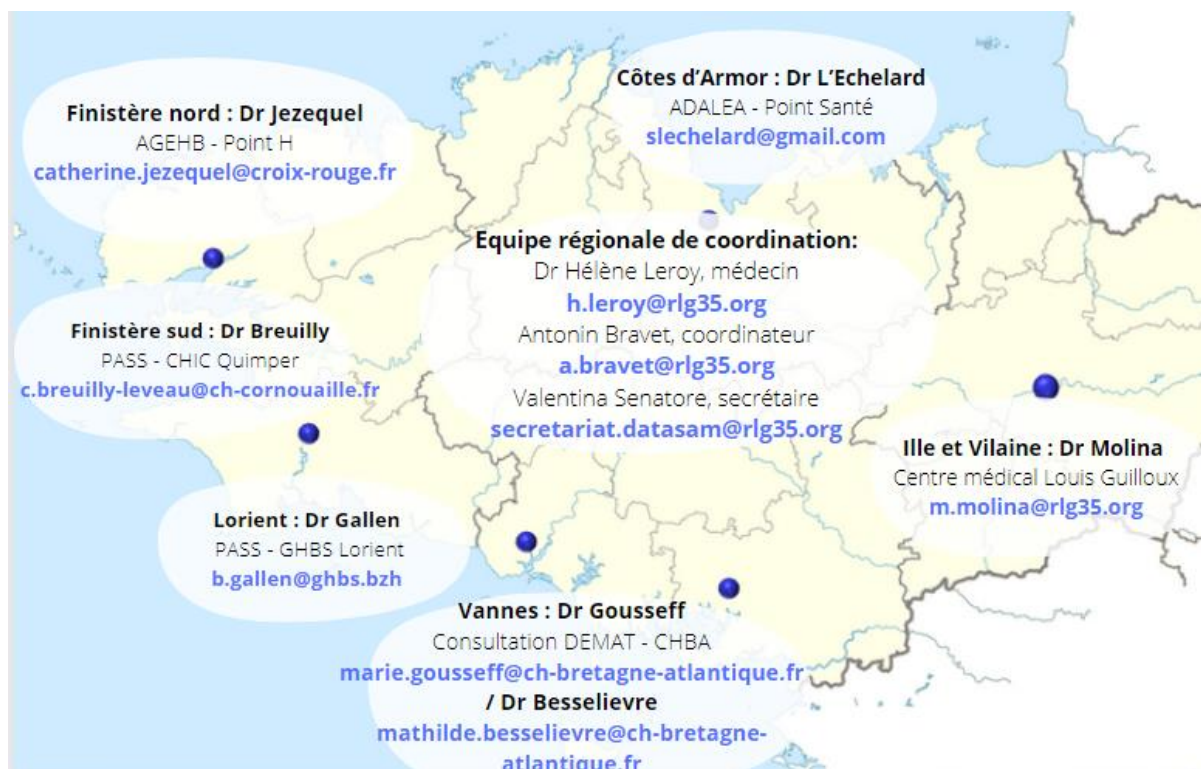 Finistère nord : Dr Jezequel
AGEHB - Point H
catherine.jezequel@croix-rouge.fr
Côtes d'Armor : Dr L'Echelard
ADALEA - Point Santé
slechelard@gmail.com
Equipe régionale de coordination:
Dr Hélène Leroy, médecin
h.leroy@rlg35.org
Antonin Bravet, coordinateur
a.bravet@rlg35.org
Valentina Senatore, secrétaire
secretariat.datasam@rlg35.org
Finistère sud : Dr Breuilly
PASS - CHIC Quimper
c.breuilly-leveau@ch-cornouaille.fr
Ille et Vilaine : Dr Molina
Centre médical Louis Guilloux
m.molina@rlg35.org
Lorient : Dr Gallen
PASS - GHBS Lorient
b.gallen@ghbs.bzh
Vannes : Dr Gousseff
Consultation DEMAT - CHBA
marie.gousseff@ch-bretagne-atlantique.fr
/ Dr Besselievre
mathilde.besselievre@ch-bretagne-
atlantique.fr